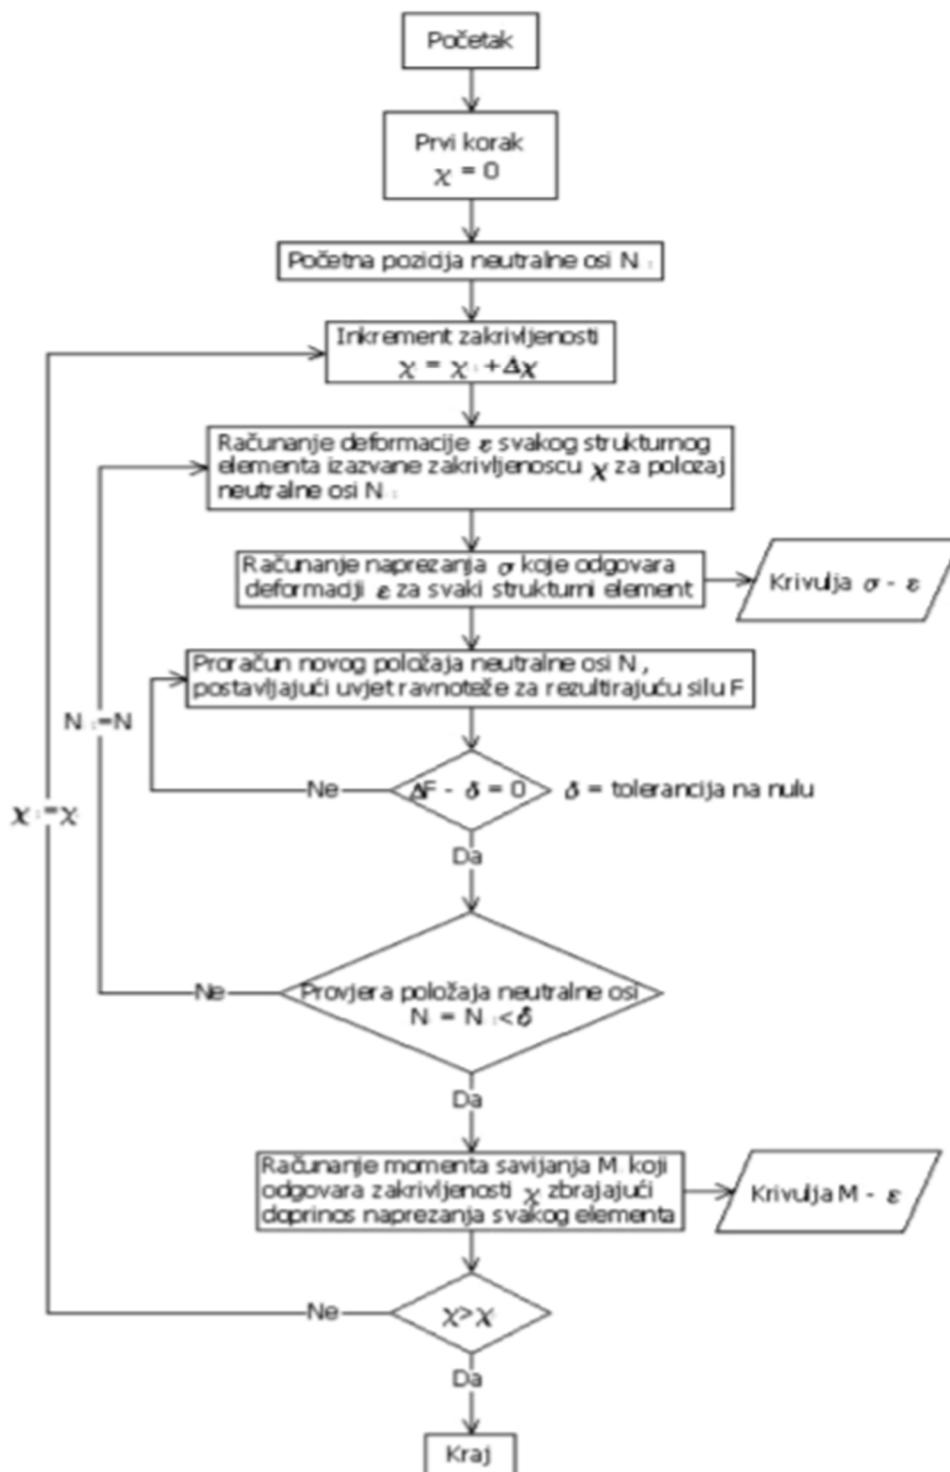 Početak
Prvi korak
χ = 0
Početna pozicija neutralne osi N
Inkrement zakrivljenosti
χ = χ + Δχ
Računanje deformacije ε svakog strukturnog
elementa izazvane zakrivljenoscu χ za polozaj
neutralne osi N
Računanje naprezanja σ koje odgovara
deformaciji ε za svaki strukturni element
Krivulja σ - ε
Proračun novog položaja neutralne osi N,
postavljajući uvjet ravnoteže za rezultirajuću silu F
N =N
Ne
ΔF - δ = 0
δ = tolerancija na nulu
χ =χ
Da
Ne
Provjera položaja neutralne osi
N = N <δ
Da
Računanje momenta savijanja M koji
odgovara zakrivljenosti χ zbrajajući
doprinos naprezanja svakog elementa
Krivulja M - ε
Ne
χ>χ
Da
Kraj